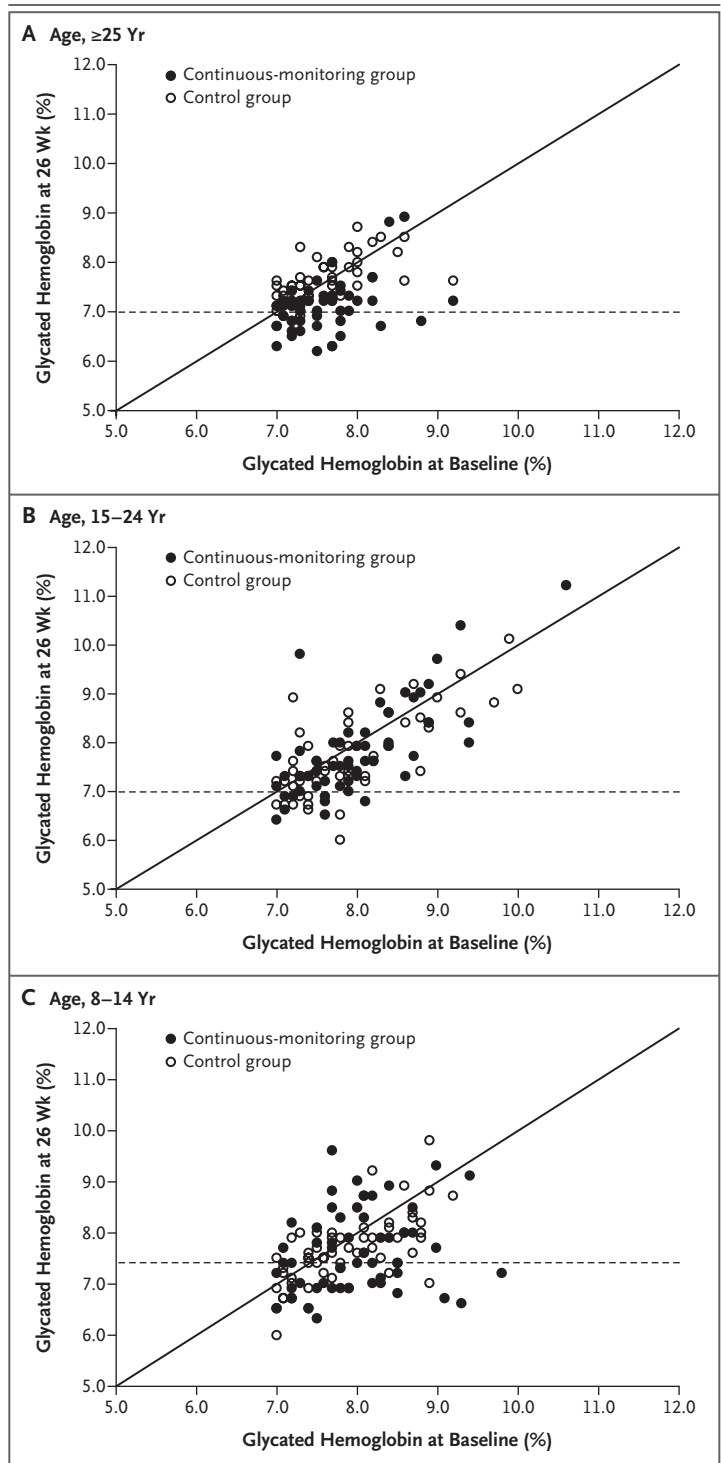 A Age, ≥25 Yr
12.0
11.0
10.0
9.0
8.0
7.0
6.0
5.0
Glycated Hemoglobin at 26 Wk (%)
Continuous-monitoring group
Control group
5.0 6.0 7.0 8.0 9.0 10.0 11.0 12.0
Glycated Hemoglobin at Baseline (%)
B Age, 15–24 Yr
12.0
11.0
10.0
9.0
8.0
7.0
6.0
5.0
Glycated Hemoglobin at 26 Wk (%)
Continuous-monitoring group
Control group
5.0 6.0 7.0 8.0 9.0 10.0 11.0 12.0
Glycated Hemoglobin at Baseline (%)
C Age, 8–14 Yr
12.0
11.0
10.0
9.0
8.0
7.0
6.0
5.0
Glycated Hemoglobin at 26 Wk (%)
Continuous-monitoring group
Control group
5.0 6.0 7.0 8.0 9.0 10.0 11.0 12.0
Glycated Hemoglobin at Baseline (%)